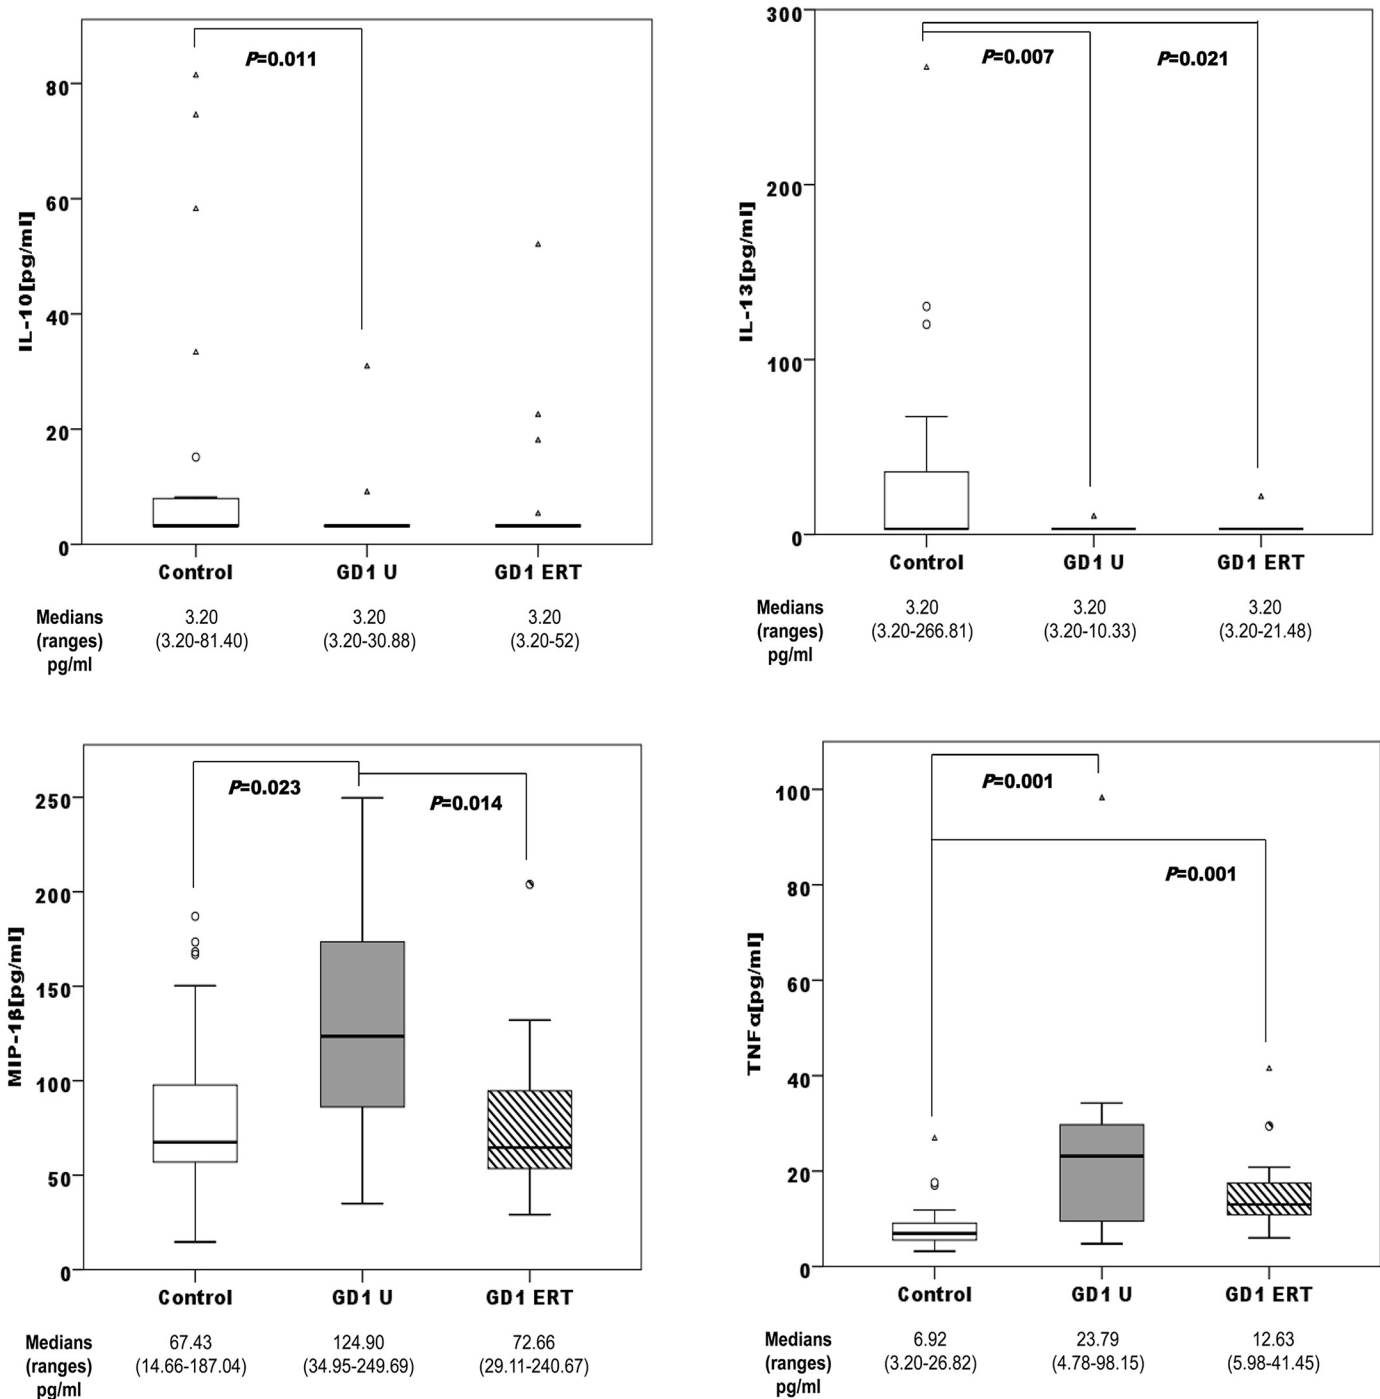 P=0.011
80
60
40
20
0
IL-10[pg/ml]
Control GD1 U GD1 ERT
Medians 3.20 3.20 3.20
(ranges) (3.20-81.40) (3.20-30.88) (3.20-52)
pg/ml
300
P=0.007 P=0.021
200
100
0
IL-13[pg/ml]
Control GD1 U GD1 ERT
Medians 3.20 3.20 3.20
(ranges) (3.20-266.81) (3.20-10.33) (3.20-21.48)
pg/ml
P=0.023
P=0.014
250
200
150
100
50
0
MIP-1β[pg/ml]
Control GD1 U GD1 ERT
Medians 67.43 124.90 72.66
(ranges) (14.66-187.04) (34.95-249.69) (29.11-240.67)
pg/ml
P=0.001
P=0.001
100
80
60
40
20
0
TNFα[pg/ml]
Control GD1 U GD1 ERT
Medians 6.92 23.79 12.63
(ranges) (3.20-26.82) (4.78-98.15) (5.98-41.45)
pg/ml